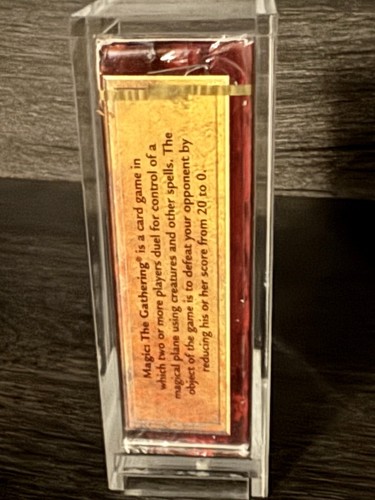 Magic: The Gathering® is a card game in
which two or more players duel for control of a
magical plane using creatures and other spells. The
object of the game is to defeat your opponent by
reducing his or her score from 20 to 0.